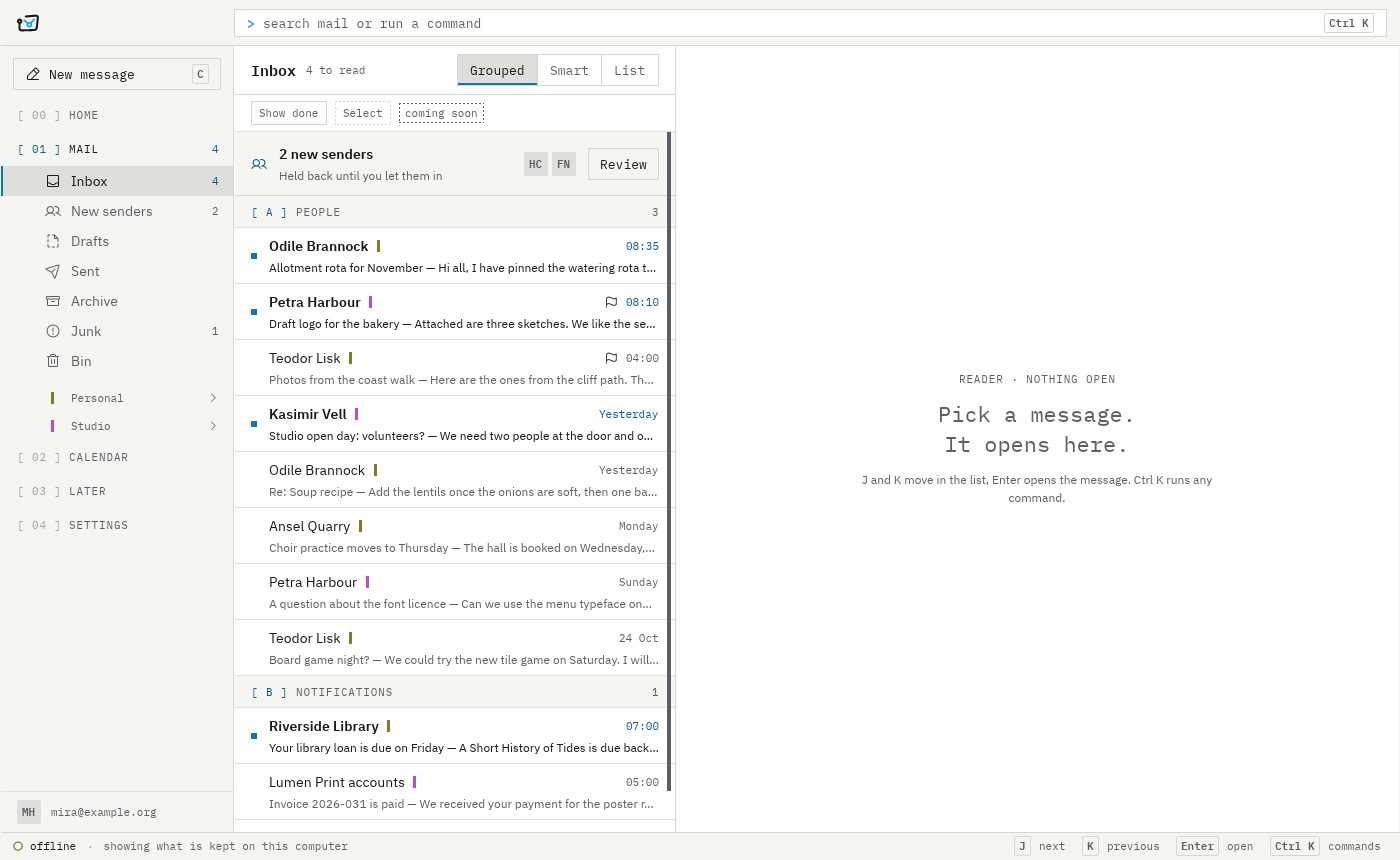 > search mail or run a command Ctrl K
New message C
[ 00 ] HOME
[ 01 ] MAIL 4
Inbox 4
New senders 2
Drafts
Sent
Archive
Junk 1
Bin
Personal
Studio
[ 02 ] CALENDAR
[ 03 ] LATER
[ 04 ] SETTINGS
MH mira@example.org
Inbox 4 to read Grouped Smart List
Show done Select coming soon
2 new senders
Held back until you let them in
HC FN Review
[ A ] PEOPLE 3
Odile Brannock 08:35
Allotment rota for November — Hi all, I have pinned the watering rota t…
Petra Harbour 08:10
Draft logo for the bakery — Attached are three sketches. We like the se…
Teodor Lisk 04:00
Photos from the coast walk — Here are the ones from the cliff path. Th…
Kasimir Vell Yesterday
Studio open day: volunteers? — We need two people at the door and o…
Odile Brannock Yesterday
Re: Soup recipe — Add the lentils once the onions are soft, then one ba…
Ansel Quarry Monday
Choir practice moves to Thursday — The hall is booked on Wednesday,…
Petra Harbour Sunday
A question about the font licence — Can we use the menu typeface on…
Teodor Lisk 24 Oct
Board game night? — We could try the new tile game on Saturday. I will…
[ B ] NOTIFICATIONS 1
Riverside Library 07:00
Your library loan is due on Friday — A Short History of Tides is due back…
Lumen Print accounts 05:00
Invoice 2026-031 is paid — We received your payment for the poster r…
READER · NOTHING OPEN
Pick a message.
It opens here.
J and K move in the list, Enter opens the message. Ctrl K runs any
command.
offline · showing what is kept on this computer
J next K previous Enter open Ctrl K commands